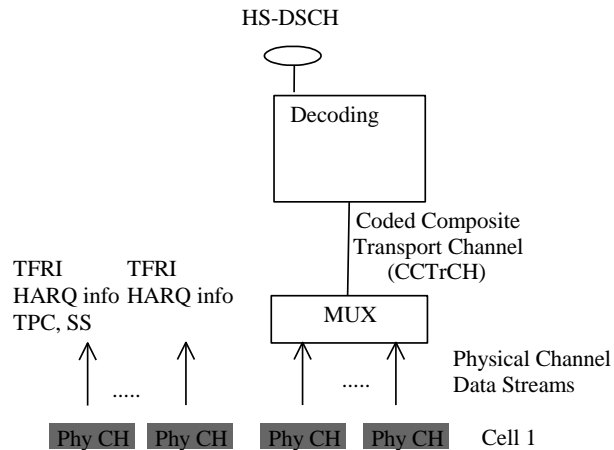 HS-DSCH
Decoding
Coded Composite
Transport Channel
(CCTrCH)
TFRI
HARQ info
TPC, SS
TFRI
HARQ info
MUX
Physical Channel
Data Streams
.....
.....
Phy CH
Phy CH
Phy CH
Phy CH
Cell 1